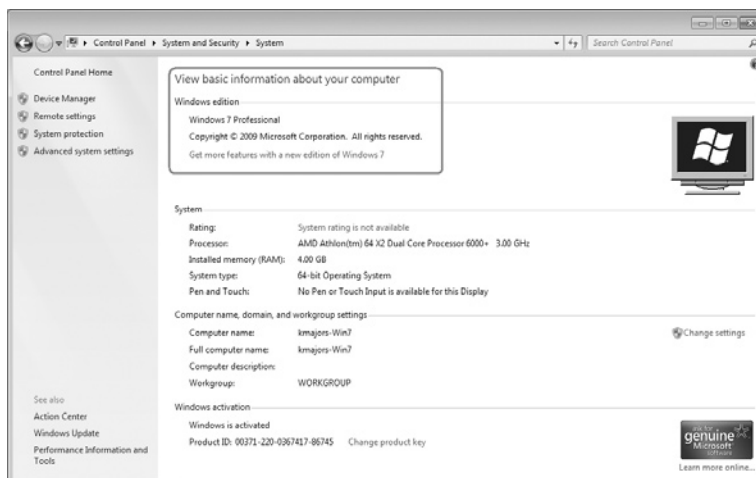 Control Panel ▸ System and Security ▸ System
Search Control Panel
Control Panel Home
Device Manager
Remote settings
System protection
Advanced system settings
See also
Action Center
Windows Update
Performance Information and
Tools
View basic information about your computer
Windows edition
Windows 7 Professional
Copyright © 2009 Microsoft Corporation. All rights reserved.
Get more features with a new edition of Windows 7
System
Rating: System rating is not available
Processor: AMD Athlon(tm) 64 X2 Dual Core Processor 6000+ 3.00 GHz
Installed memory (RAM): 4.00 GB
System type: 64-bit Operating System
Pen and Touch: No Pen or Touch Input is available for this Display
Computer name, domain, and workgroup settings
Computer name: kmajors-Win7
Change settings
Full computer name: kmajors-Win7
Computer description:
Workgroup: WORKGROUP
Windows activation
Windows is activated
Product ID: 00371-220-0367417-86745 Change product key
ask for
genuine
Microsoft
software
Learn more online...